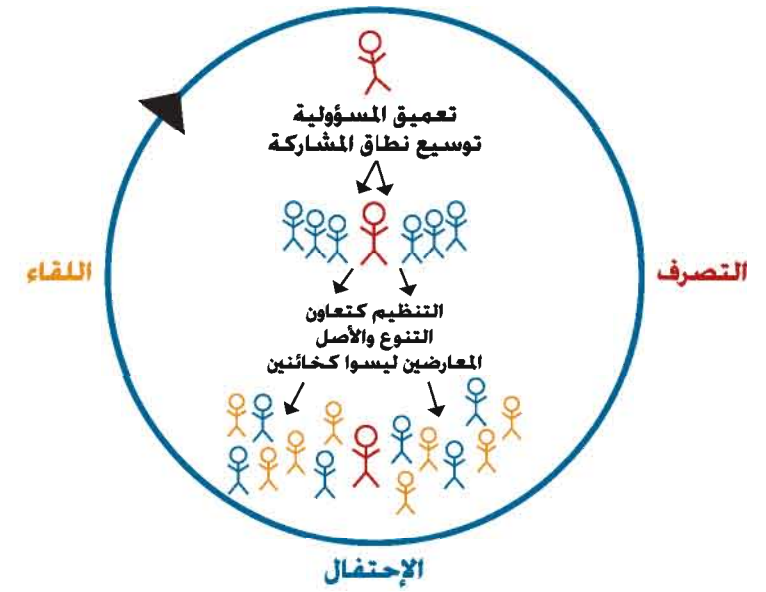 تعميق المسؤولية
توسيع نطاق المشاركة
التصرف
اللقاء
التنظيم كتعاون
التنوع والأصل
المعارضين ليسوا كخائنين
الإحتفال